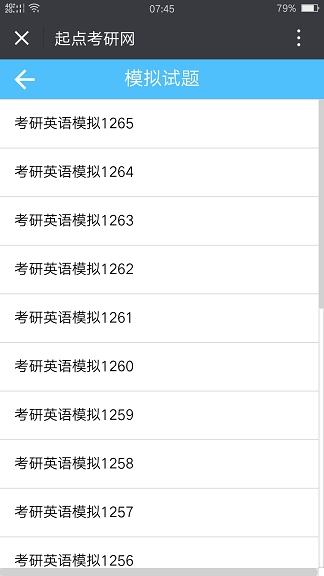 07:45
79%
起点考研网
模拟试题
考研英语模拟1265
考研英语模拟1264
考研英语模拟1263
考研英语模拟1262
考研英语模拟1261
考研英语模拟1260
考研英语模拟1259
考研英语模拟1258
考研英语模拟1257
考研英语模拟1256